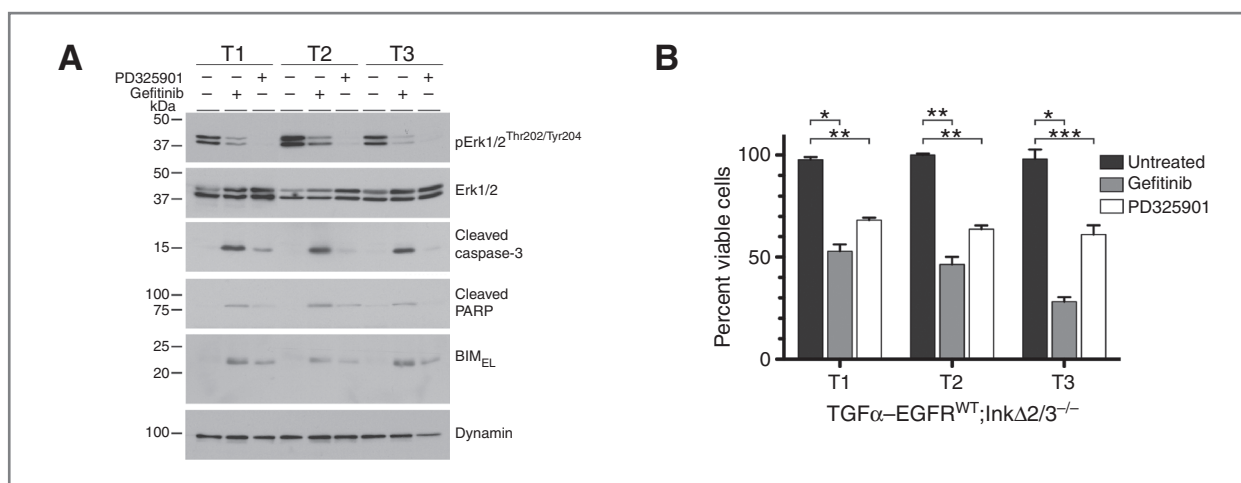 A
T1 T2 T3
PD325901 – – + – – + – – +
Gefitinib – + – – + – – + –
kDa
50
37
pErk1/2Thr202/Tyr204
50
37
Erk1/2
15
Cleaved
caspase-3
100
75
Cleaved
PARP
25
20
BIMEL
100
Dynamin
B
* ** ** ** * ***
Percent viable cells
100
50
0
Untreated
Gefitinib
PD325901
T1 T2 T3
TGFα–EGFRWT;InkΔ2/3–/–